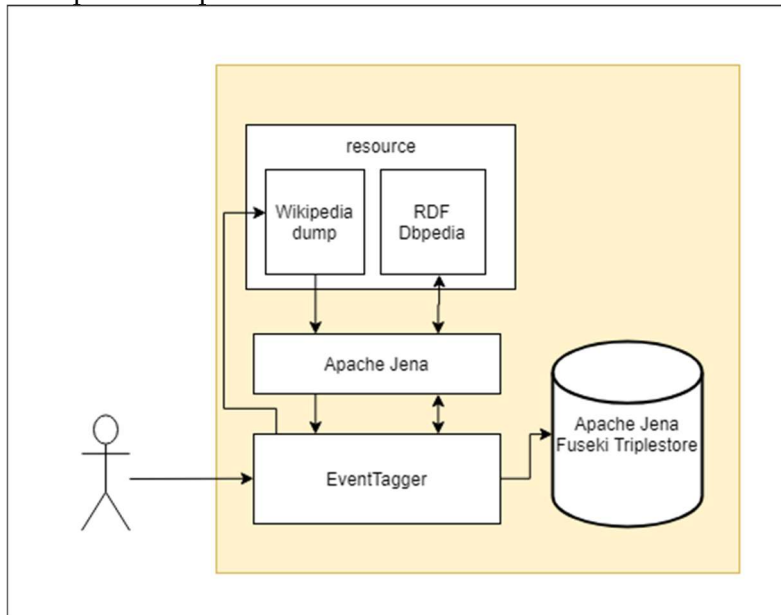 resource
Wikipedia
dump
RDF
Dbpedia
Apache Jena
EventTagger
Apache Jena
Fuseki Triplestore